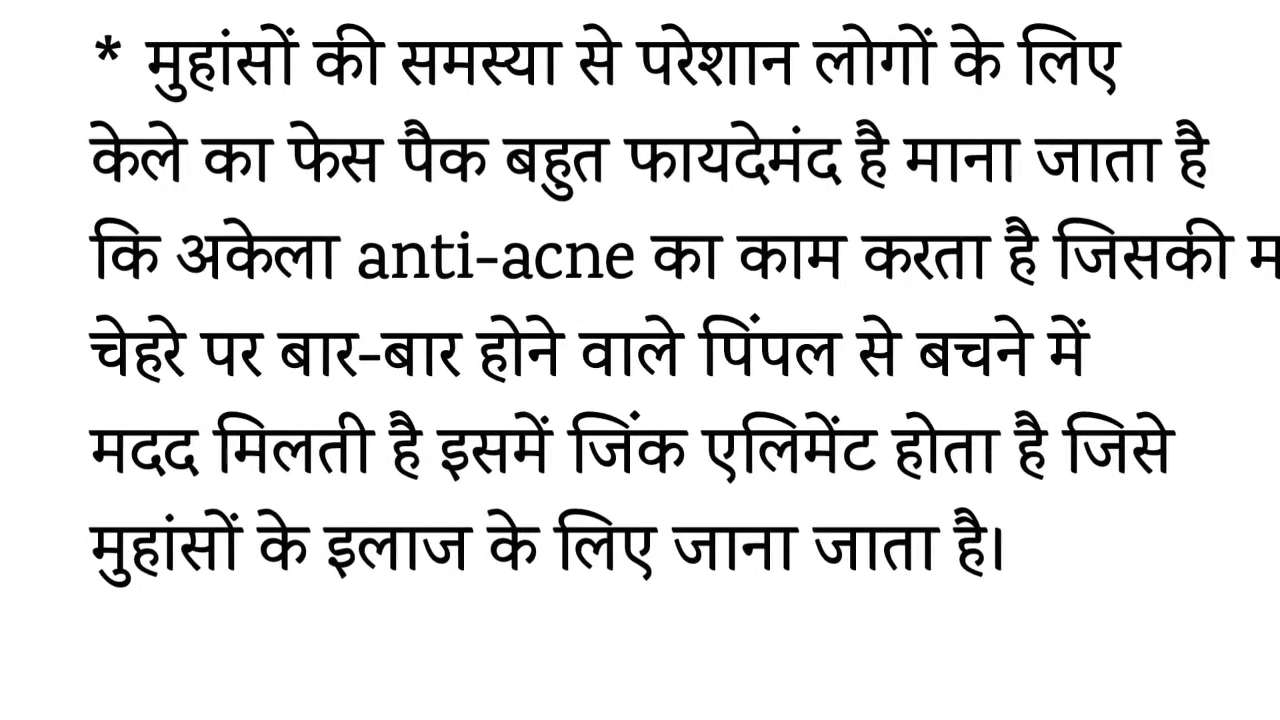 * मुहांसों की समस्या से परेशान लोगों के लिए
केले का फेस पैक बहुत फायदेमंद है माना जाता है
कि अकेला anti-acne का काम करता है जिसकी
चेहरे पर बार-बार होने वाले पिंपल से बचने में
मदद मिलती है इसमें जिंक एलिमेंट होता है जिसे
मुहांसों के इलाज के लिए जाना जाता है।